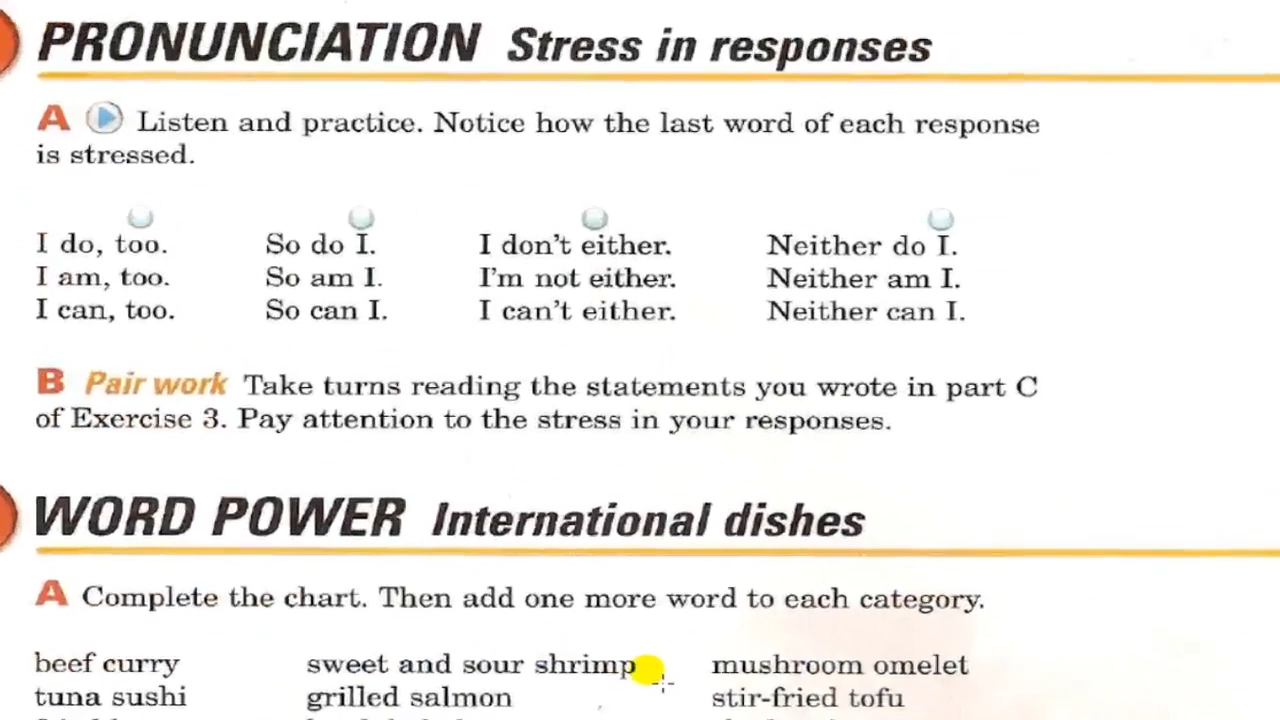 PRONUNCIATION Stress in responses
A Listen and practice. Notice how the last word of each response
is stressed.
I do, too. So do I. I don't either. Neither do I.
I am, too. So am I. I'm not either. Neither am I.
I can, too. So can I. I can't either. Neither can I.
B Pair work Take turns reading the statements you wrote in part C
of Exercise 3. Pay attention to the stress in your responses.
WORD POWER International dishes
A Complete the chart. Then add one more word to each category.
beef curry sweet and sour shrimp mushroom omelet
tuna sushi grilled salmon stir-fried tofu